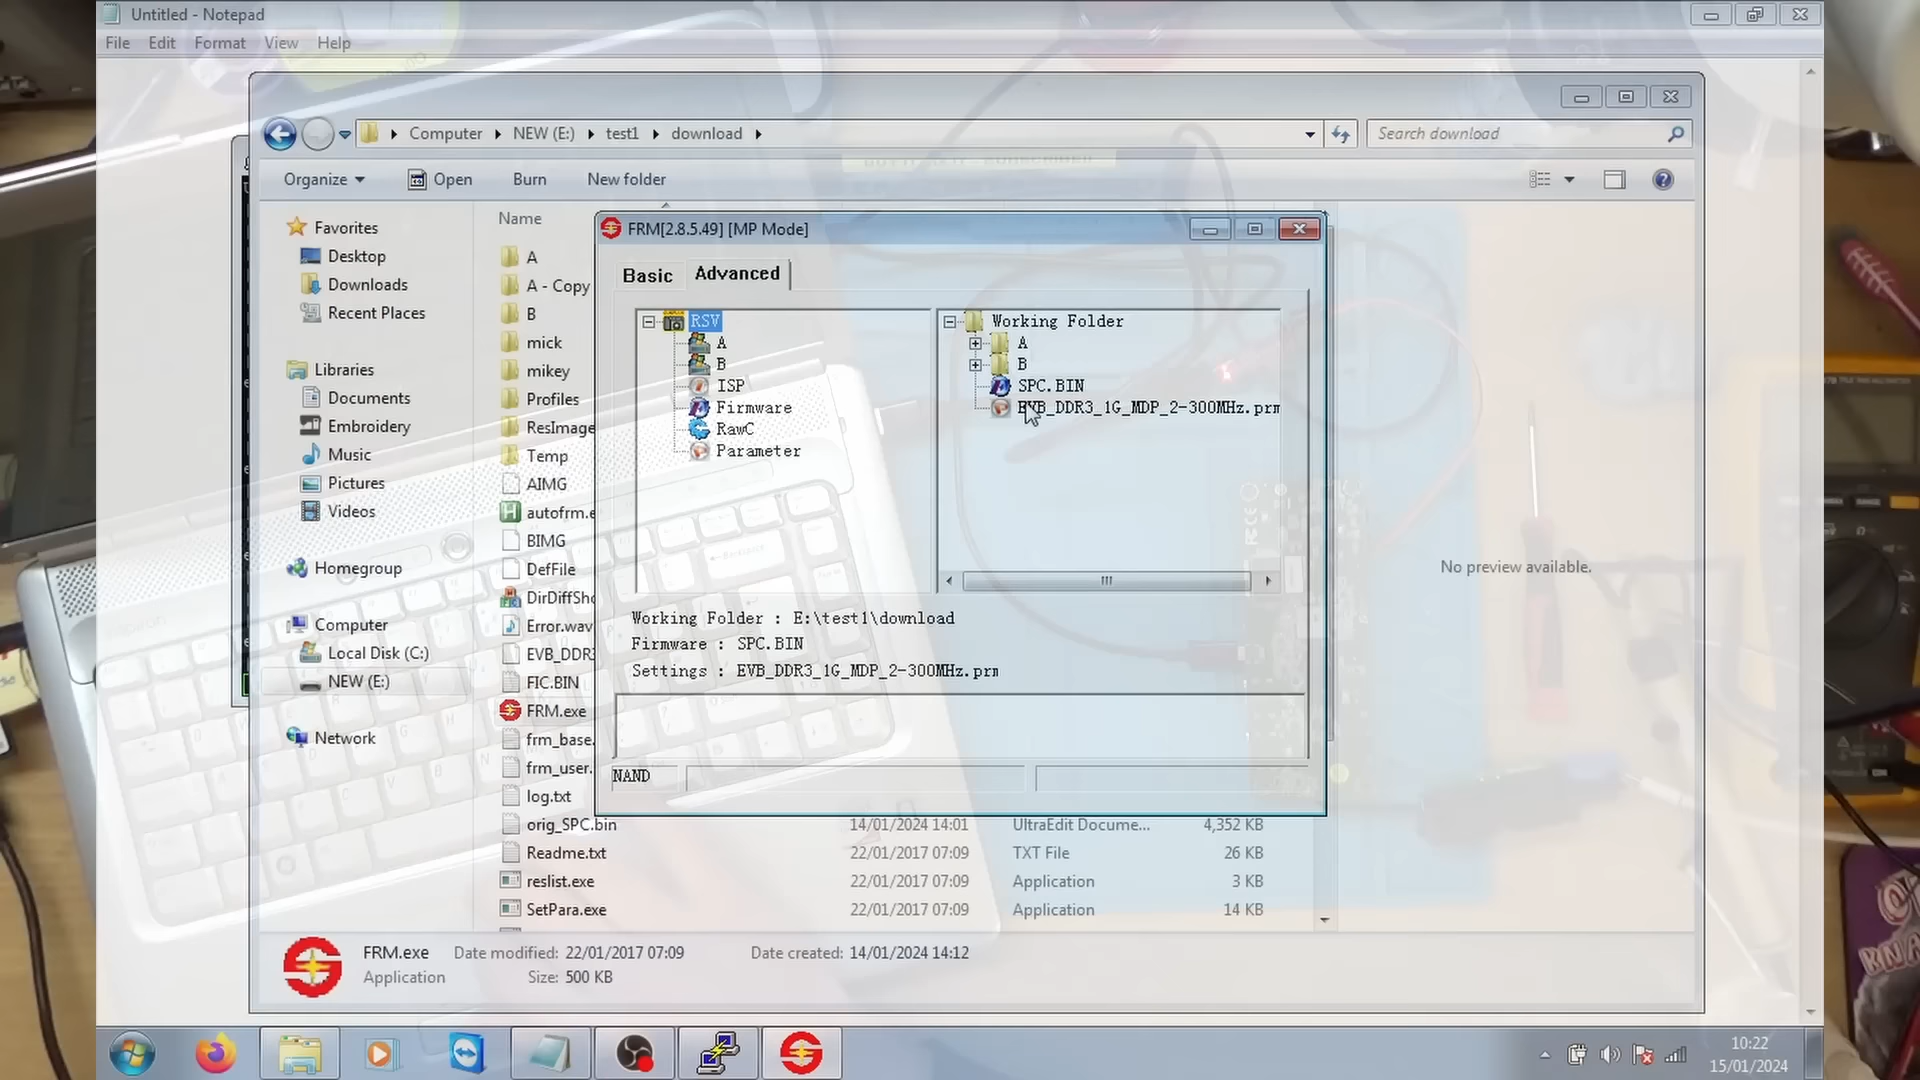 Untitled - Notepad
File Edit Format View Help
Computer NEW (E:) test1 download
Search download
Organize Open Burn New folder
Name
Favorites
Desktop
Downloads
Recent Places
Libraries
Documents
Embroidery
Music
Pictures
Videos
Homegroup
Computer
Local Disk (C:)
NEW (E:)
Network
A
A - Copy
B
mick
mikey
Profiles
ResImage
Temp
AIMG
autofrm.e
BIMG
DefFile
DirDiffSho
Error.wav
EVB_DDR3
FIC.BIN
FRM.exe
frm_base.
frm_user.
log.txt
orig_SPC.bin 14/01/2024 14:01 UltraEdit Docume... 4,352 KB
Readme.txt 22/01/2017 07:09 TXT File 26 KB
reslist.exe 22/01/2017 07:09 Application 3 KB
SetPara.exe 22/01/2017 07:09 Application 14 KB
FRM[2.8.5.49] [MP Mode]
Basic Advanced
RSV
A
B
ISP
Firmware
RawC
Parameter
Working Folder
A
B
SPC.BIN
EVB_DDR3_1G_MDP_2-300MHz.prm
Working Folder : E:\test1\download
Firmware : SPC.BIN
Settings : EVB_DDR3_1G_MDP_2-300MHz.prm
NAND
No preview available.
FRM.exe Date modified: 22/01/2017 07:09 Date created: 14/01/2024 14:12
Application Size: 500 KB
10:22
15/01/2024